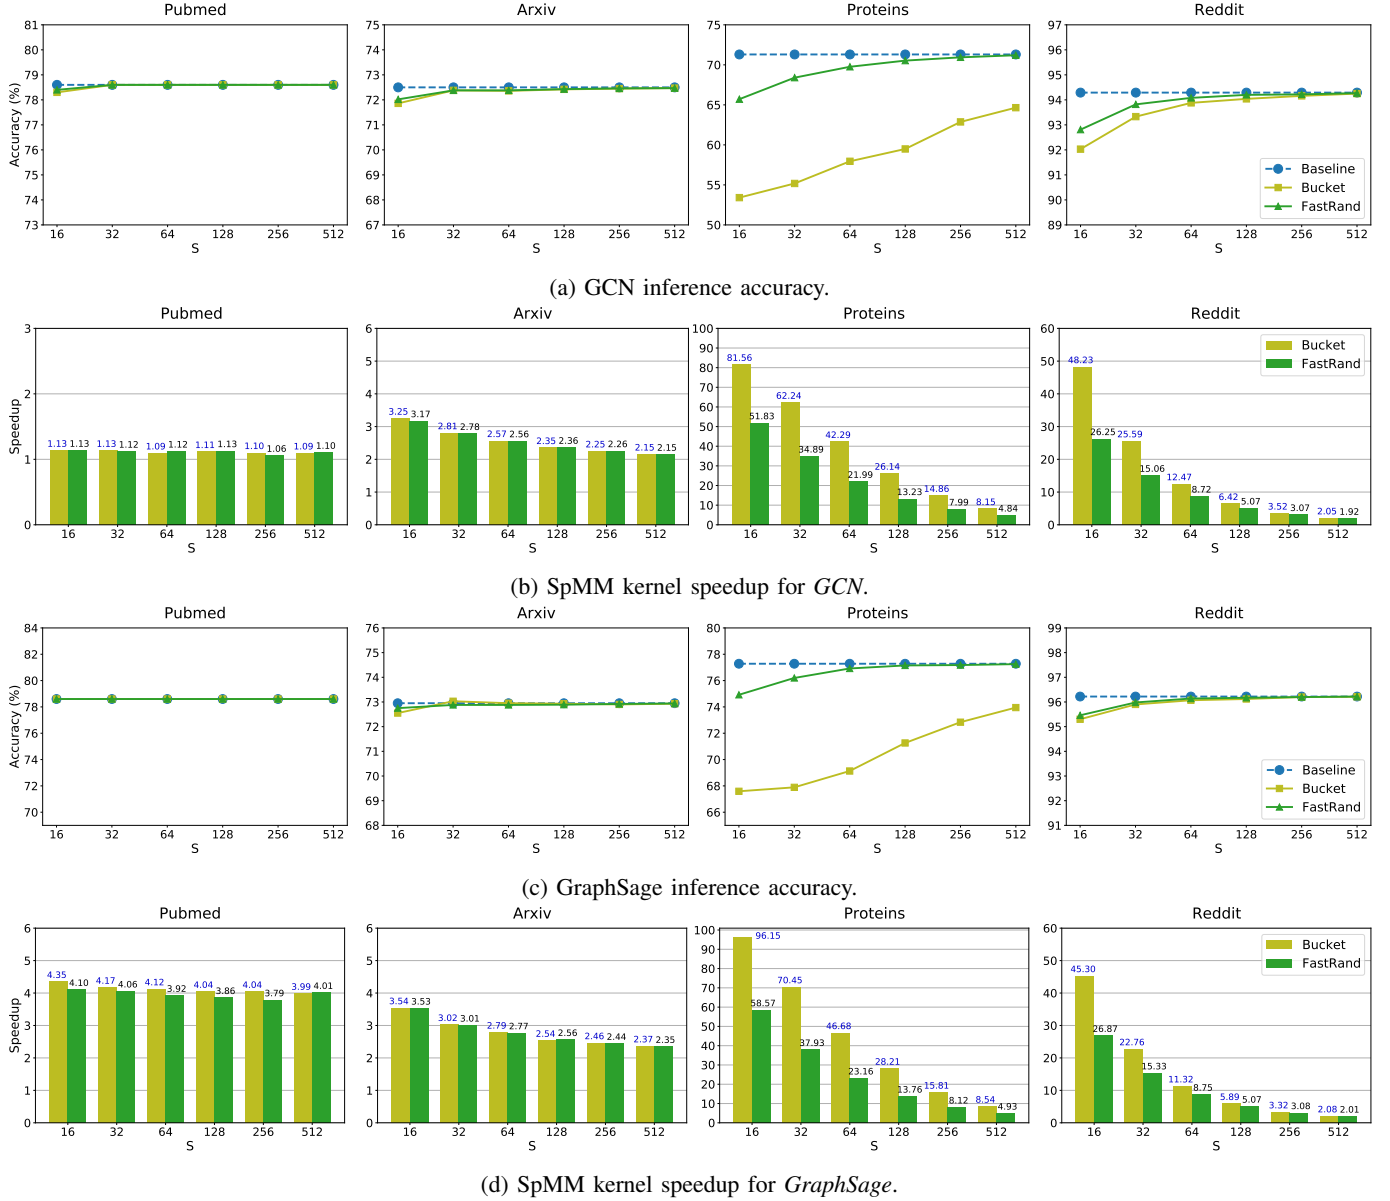 Pubmed Arxiv Proteins Reddit
81 75 75 97
80 74 70 96
79 73 65 95
78 72 60 94
77 71 55 93
76 70 50 92
75 69 91
74 68 90
73 67 89
Accuracy (%)
Baseline
Bucket
FastRand
16 32 64 128 256 512 16 32 64 128 256 512 16 32 64 128 256 512 16 32 64 128 256 512
S S S S
(a) GCN inference accuracy.
Pubmed Arxiv Proteins Reddit
3 6 100 60
2 5 90 50
1 4 80 40
0 3 70 30
2 60 20
1 50 10
0 40 0
30
20
10
0
Speedup
Bucket
FastRand
1.13 1.13 1.13 1.12 1.09 1.12 1.11 1.13 1.10 1.06 1.09 1.10
3.25 3.17 2.81 2.78 2.57 2.56 2.35 2.36 2.25 2.26 2.15 2.15
81.56 51.83 62.24 34.89 42.29 21.99 26.14 13.23 14.86 7.99 8.15 4.84
48.23 26.25 25.59 15.06 12.47 8.72 6.42 5.07 3.52 3.07 2.05 1.92
16 32 64 128 256 512 16 32 64 128 256 512 16 32 64 128 256 512 16 32 64 128 256 512
S S S S
(b) SpMM kernel speedup for GCN.
Pubmed Arxiv Proteins Reddit
84 76 80 99
82 75 78 98
80 74 76 97
78 73 74 96
76 72 72 95
74 71 70 94
72 70 68 93
70 69 66 92
68 91
Accuracy (%)
Baseline
Bucket
FastRand
16 32 64 128 256 512 16 32 64 128 256 512 16 32 64 128 256 512 16 32 64 128 256 512
S S S S
(c) GraphSage inference accuracy.
Pubmed Arxiv Proteins Reddit
6 6 100 60
5 5 90 50
4 4 80 40
3 3 70 30
2 2 60 20
1 1 50 10
0 0 40 0
30
20
10
0
Speedup
Bucket
FastRand
4.35 4.10 4.17 4.06 4.12 3.92 4.04 3.86 4.04 3.79 3.99 4.01
3.54 3.53 3.02 3.01 2.79 2.77 2.54 2.56 2.46 2.44 2.37 2.35
96.15 58.57 70.45 37.93 46.68 23.16 28.21 13.76 15.81 8.12 8.54 4.93
45.30 26.87 22.76 15.33 11.32 8.75 5.89 5.07 3.32 3.08 2.08 2.01
16 32 64 128 256 512 16 32 64 128 256 512 16 32 64 128 256 512 16 32 64 128 256 512
S S S S
(d) SpMM kernel speedup for GraphSage.